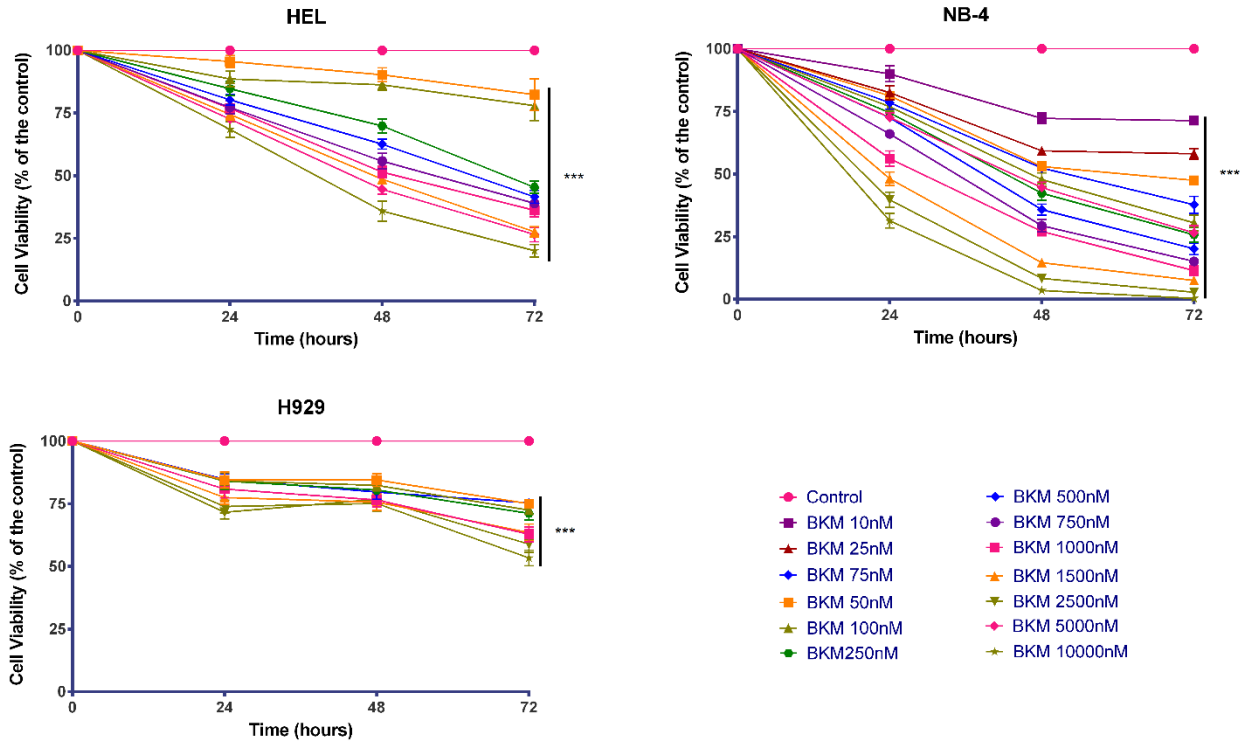 HEL
Cell Viability (% of the control)
100
75
50
25
0
0 24 48 72
Time (hours)
***
NB-4
Cell Viability (% of the control)
100
75
50
25
0
0 24 48 72
Time (hours)
***
H929
Cell Viability (% of the control)
100
75
50
25
0
0 24 48 72
Time (hours)
***
Control
BKM 10nM
BKM 25nM
BKM 75nM
BKM 50nM
BKM 100nM
BKM250nM
BKM 500nM
BKM 750nM
BKM 1000nM
BKM 1500nM
BKM 2500nM
BKM 5000nM
BKM 10000nM